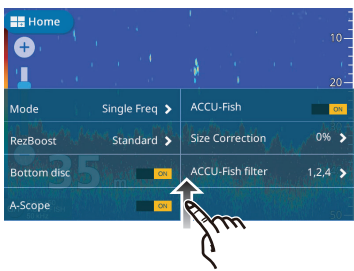 Home
10
20
Mode Single Freq
RezBoost Standard
Bottom disc ON
A-Scope ON
ACCU-Fish ON
Size Correction 0%
ACCU-Fish filter 1,2,4
35